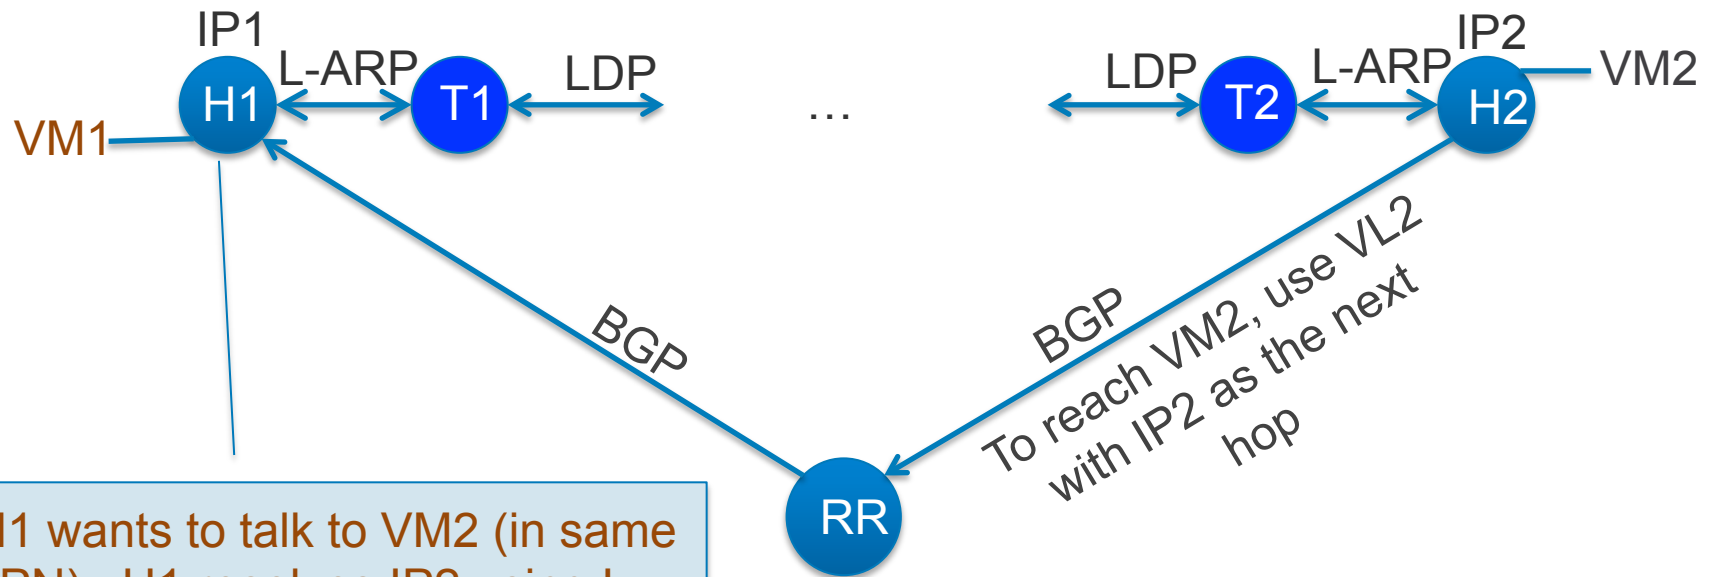 IP1
IP2
L-ARP
LDP
LDP
L-ARP
VM2
H1
T1
...
T2
H2
VM1
BGP
BGP
To reach VM2, use VL2
with IP2 as the next
hop
RR
wants to talk to VM2 (in same